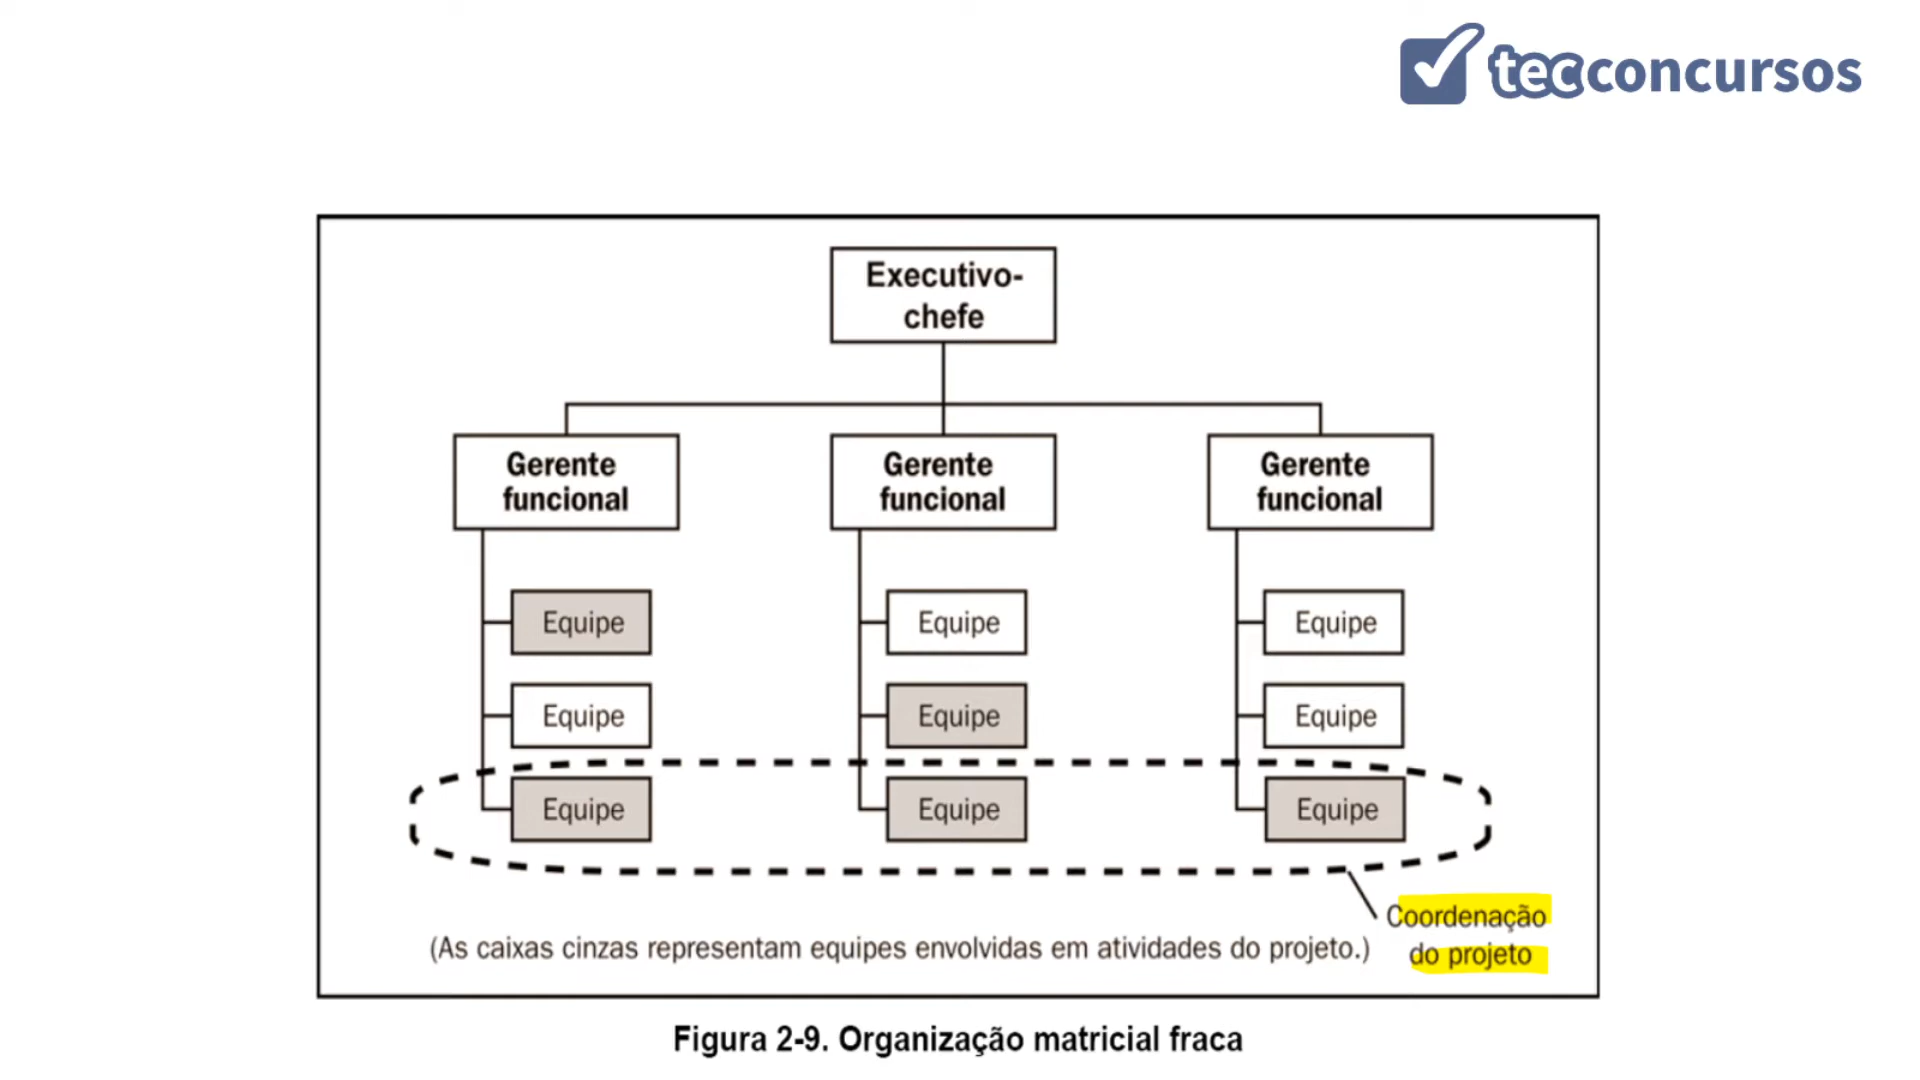 tecconcursos
Executivo-
chefe
Gerente
funcional
Gerente
funcional
Gerente
funcional
Equipe
Equipe
Equipe
Equipe
Equipe
Equipe
Equipe
Equipe
Equipe
Coordenação
do projeto
(As caixas cinzas representam equipes envolvidas em atividades do projeto.)
Figura 2-9. Organização matricial fraca